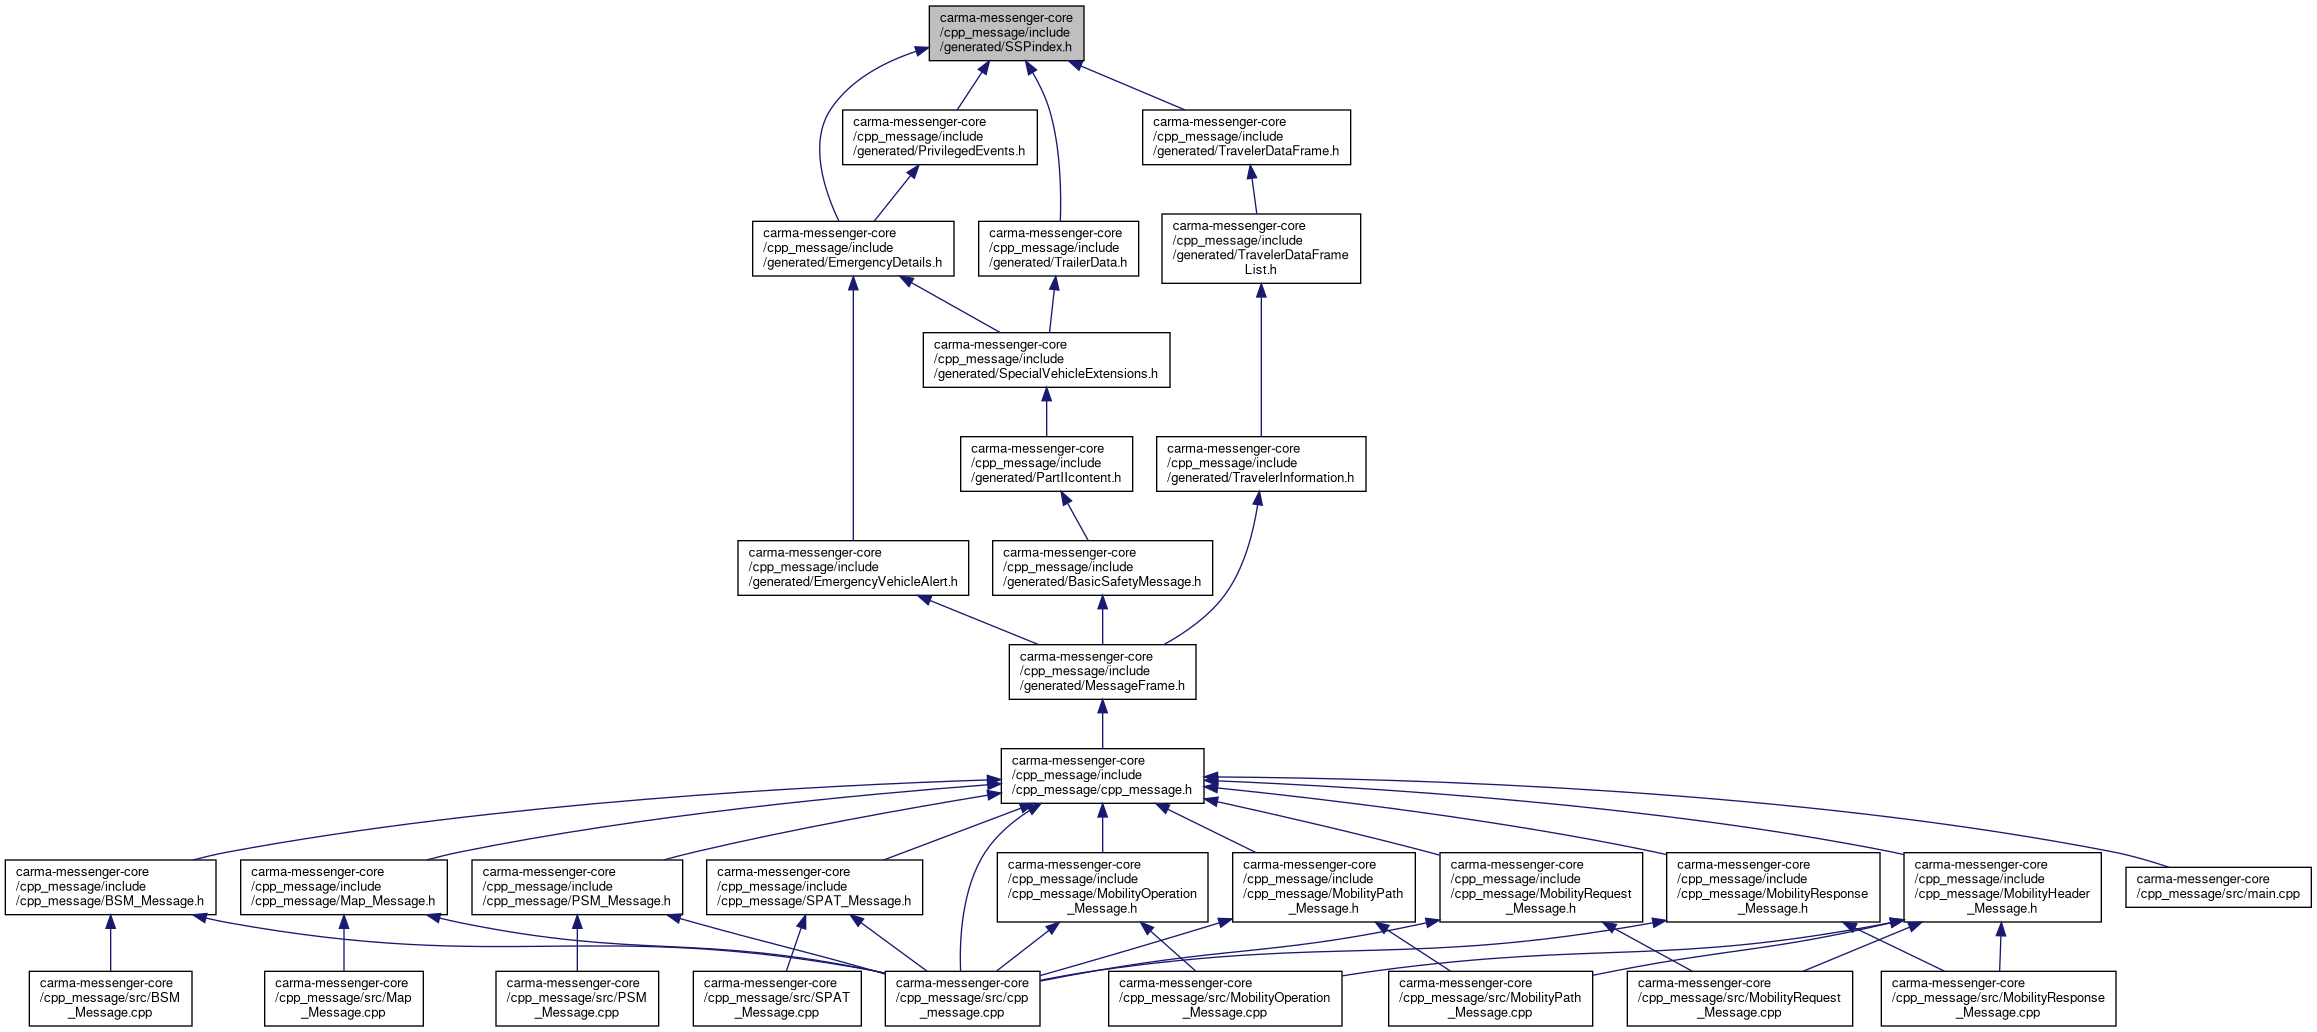 carma-messenger-core
/cpp_message/include
/generated/SSPindex.h
carma-messenger-core
/cpp_message/include
/generated/PrivilegedEvents.h
carma-messenger-core
/cpp_message/include
/generated/TravelerDataFrame.h
carma-messenger-core
/cpp_message/include
/generated/EmergencyDetails.h
carma-messenger-core
/cpp_message/include
/generated/TrailerData.h
carma-messenger-core
/cpp_message/include
/generated/TravelerDataFrame
List.h
carma-messenger-core
/cpp_message/include
/generated/SpecialVehicleExtensions.h
carma-messenger-core
/cpp_message/include
/generated/PartIIcontent.h
carma-messenger-core
/cpp_message/include
/generated/TravelerInformation.h
carma-messenger-core
/cpp_message/include
/generated/EmergencyVehicleAlert.h
carma-messenger-core
/cpp_message/include
/generated/BasicSafetyMessage.h
carma-messenger-core
/cpp_message/include
/generated/MessageFrame.h
carma-messenger-core
/cpp_message/include
/cpp_message/cpp_message.h
carma-messenger-core
/cpp_message/include
/cpp_message/BSM_Message.h
carma-messenger-core
/cpp_message/include
/cpp_message/Map_Message.h
carma-messenger-core
/cpp_message/include
/cpp_message/PSM_Message.h
carma-messenger-core
/cpp_message/include
/cpp_message/SPAT_Message.h
carma-messenger-core
/cpp_message/include
/cpp_message/MobilityOperation
_Message.h
carma-messenger-core
/cpp_message/include
/cpp_message/MobilityPath
_Message.h
carma-messenger-core
/cpp_message/include
/cpp_message/MobilityRequest
_Message.h
carma-messenger-core
/cpp_message/include
/cpp_message/MobilityResponse
_Message.h
carma-messenger-core
/cpp_message/include
/cpp_message/MobilityHeader
_Message.h
carma-messenger-core
/cpp_message/src/main.cpp
carma-messenger-core
/cpp_message/src/BSM
_Message.cpp
carma-messenger-core
/cpp_message/src/Map
_Message.cpp
carma-messenger-core
/cpp_message/src/PSM
_Message.cpp
carma-messenger-core
/cpp_message/src/SPAT
_Message.cpp
carma-messenger-core
/cpp_message/src/cpp
_message.cpp
carma-messenger-core
/cpp_message/src/MobilityOperation
_Message.cpp
carma-messenger-core
/cpp_message/src/MobilityPath
_Message.cpp
carma-messenger-core
/cpp_message/src/MobilityRequest
_Message.cpp
carma-messenger-core
/cpp_message/src/MobilityResponse
_Message.cpp